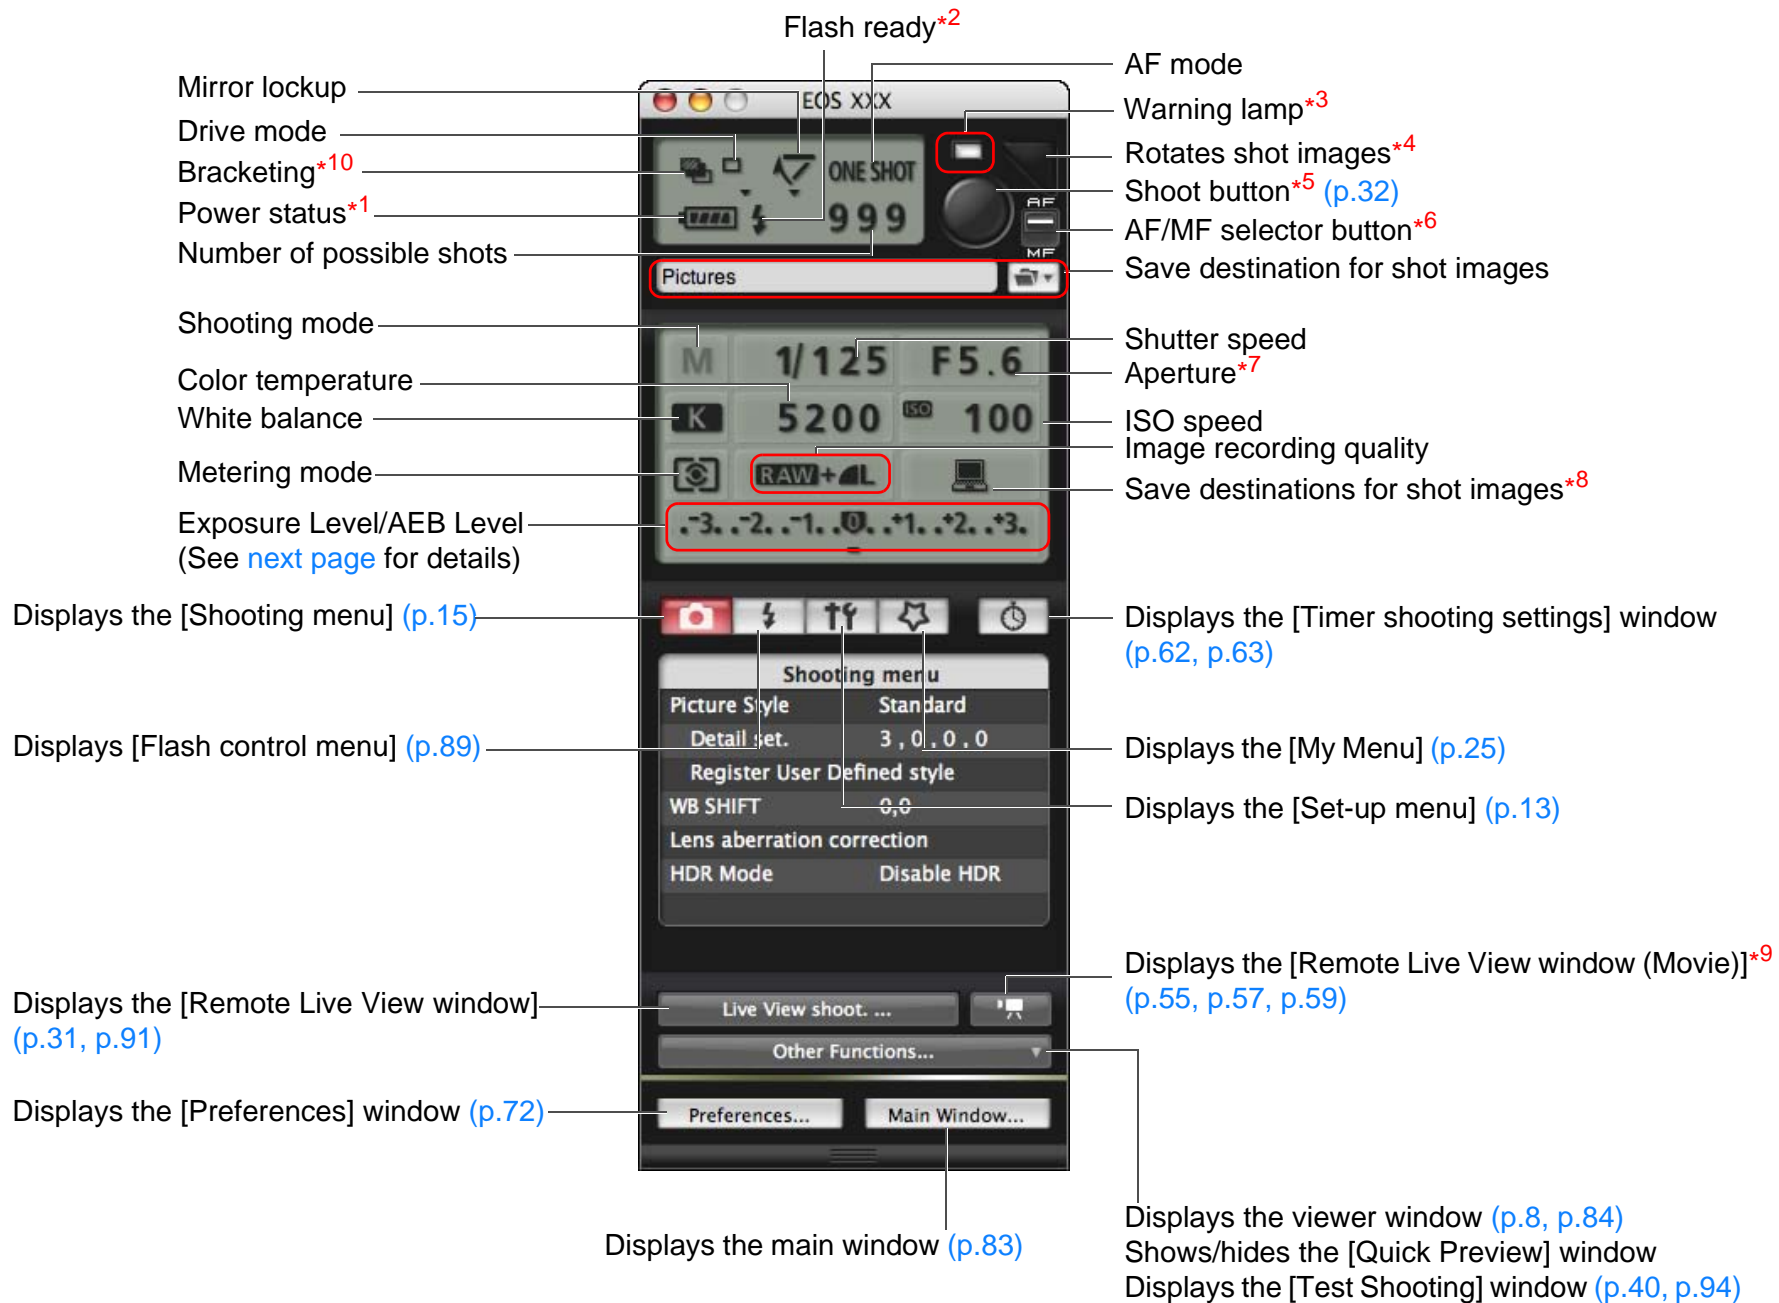 Flash ready*2
Mirror lockup
Drive mode
Bracketing*10
Power status*1
Number of possible shots
Shooting mode
Color temperature
White balance
Metering mode
Exposure Level/AEB Level
(See next page for details)
Displays the [Shooting menu] (p.15)
Displays [Flash control menu] (p.89)
Displays the [Remote Live View window]
(p.31, p.91)
Displays the [Preferences] window (p.72)
EOS XXX
ONE SHOT
999
AF
MF
Pictures
M 1/125 F5.6
K 5200 ISO 100
RAW+L
.-3. .-2. .-1. .0. .+1. .+2. .+3.
Shooting menu
Picture Style Standard
Detail set. 3 , 0 , 0 , 0
Register User Defined style
WB SHIFT 0,0
Lens aberration correction
HDR Mode Disable HDR
Live View shoot. ...
Other Functions...
Preferences... Main Window...
AF mode
Warning lamp*3
Rotates shot images*4
Shoot button*5 (p.32)
AF/MF selector button*6
Save destination for shot images
Shutter speed
Aperture*7
ISO speed
Image recording quality
Save destinations for shot images*8
Displays the [Timer shooting settings] window
(p.62, p.63)
Displays the [My Menu] (p.25)
Displays the [Set-up menu] (p.13)
Displays the [Remote Live View window (Movie)]*9
(p.55, p.57, p.59)
Displays the main window (p.83)
Displays the viewer window (p.8, p.84)
Shows/hides the [Quick Preview] window
Displays the [Test Shooting] window (p.40, p.94)